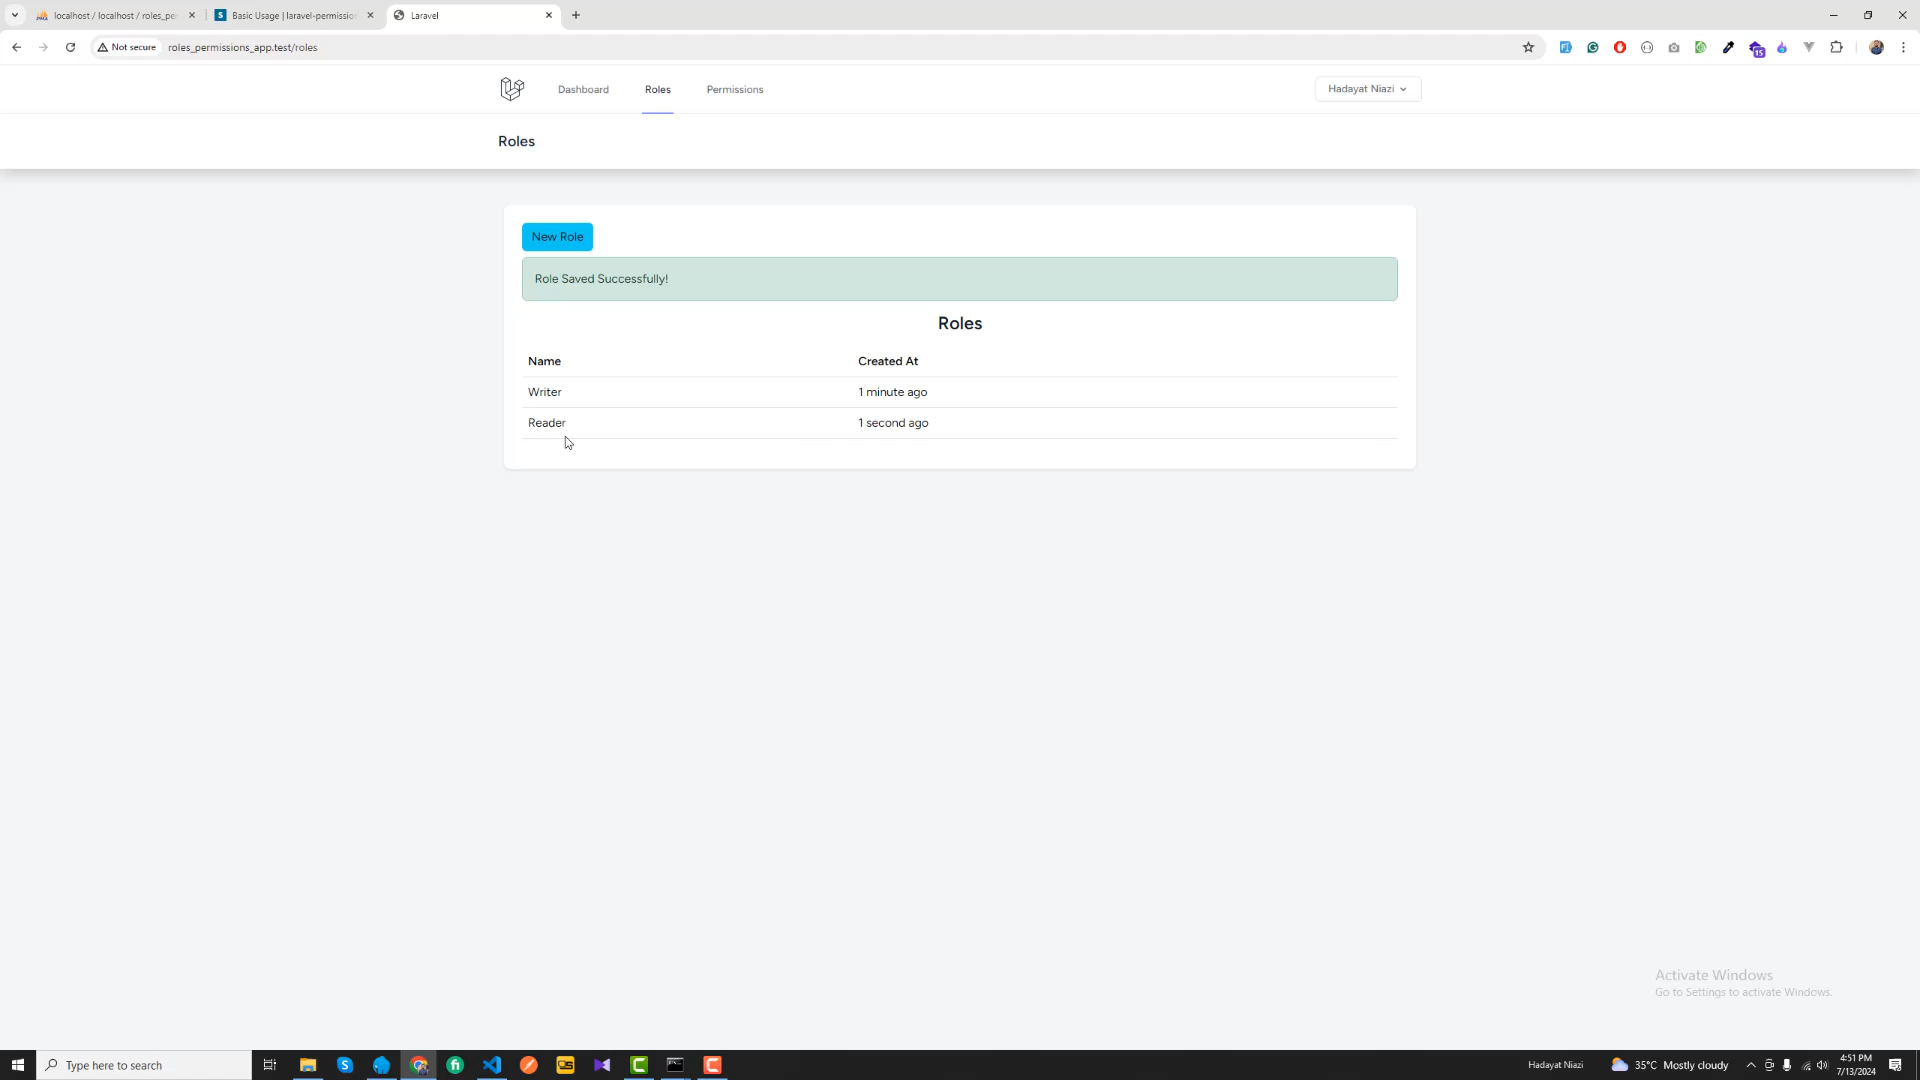 localhost / localhost / roles_pe
Basic Usage | laravel-permission
Laravel
Not secure
roles_permissions_app.test/roles
15
Dashboard
Roles
Permissions
Hadayat Niazi
Roles
New Role
Role Saved Successfully!
Roles
Name
Created At
Writer
1 minute ago
Reader
1 second ago
Activate Windows
Go to Settings to activate Windows.
Type here to search
Hadayat Niazi
35°C Mostly cloudy
4:51 PM
7/13/2024